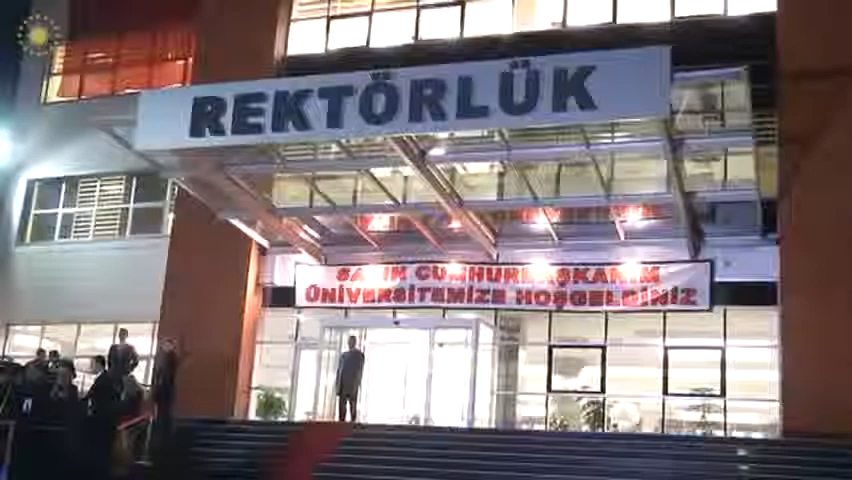 REKTÖRLÜK
SAYIN CUMHURBAŞKANIM
ÜNİVERSİTEMİZE HOŞGELDİNİZ